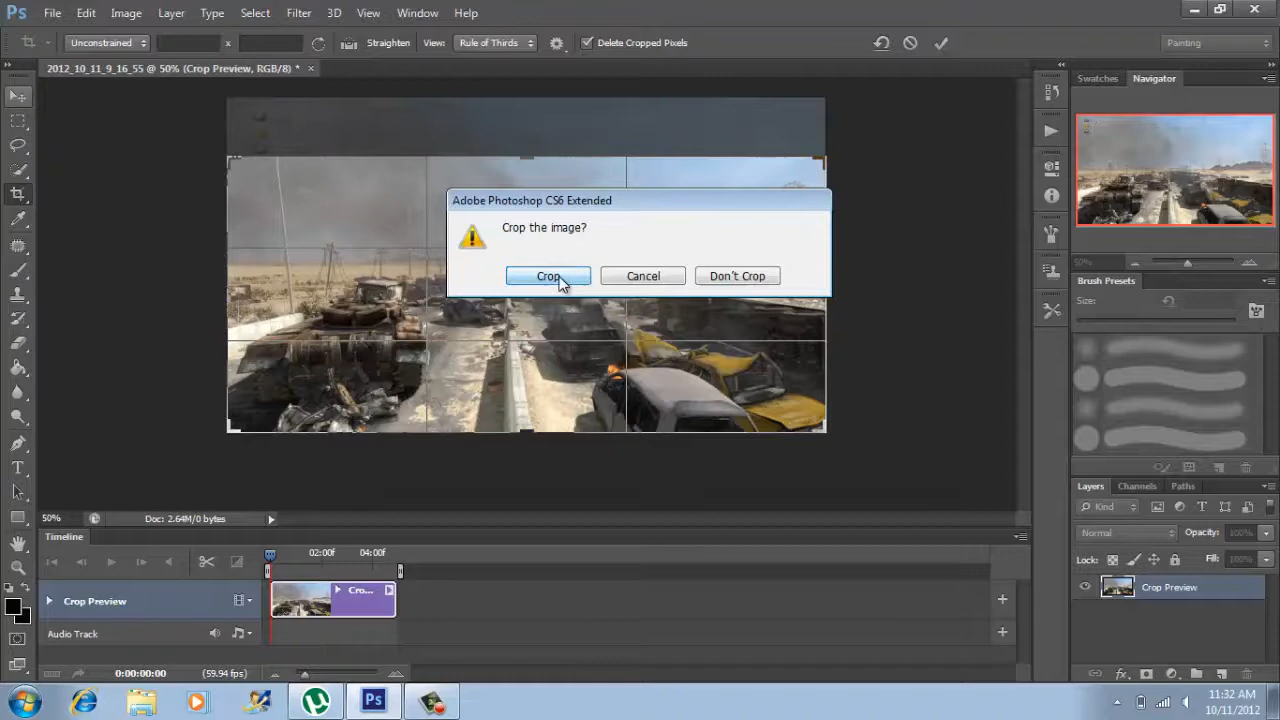 Ps File Edit Image Layer Type Select Filter 3D View Window Help
Unconstrained x Straighten View: Rule of Thirds Delete Cropped Pixels Painting
2012_10_11_9_16_55 @ 50% (Crop Preview, RGB/8) * ×
Swatches Navigator
Adobe Photoshop CS6 Extended
Crop the image?
Crop Cancel Don't Crop
50%
Brush Presets
Size:
Layers Channels Paths
Kind
50% Doc: 2.64M/0 bytes
Normal Opacity: 100%
Timeline
02:00f 04:00f
Lock: Fill: 100%
Crop Preview Cro... Crop Preview
Audio Track
0:00:00:00 (59.94 fps)
Ps
11:32 AM
10/11/2012